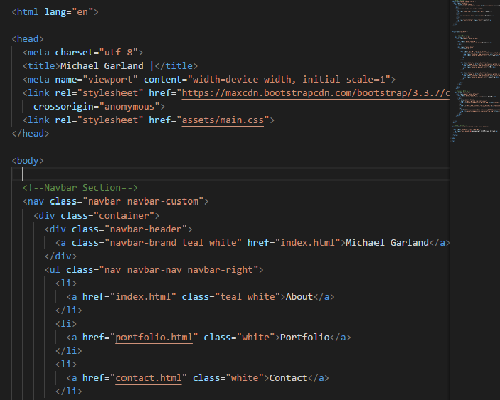 <html lang="en">
<head>
<meta charset="utf-8">
<title>Michael Garland |</title>
<meta name="viewport" content="width=device-width, initial-scale=1">
<link rel="stylesheet" href="https://maxcdn.bootstrapcdn.com/bootstrap/3.3.7/c
crossorigin="anonymous">
<link rel="stylesheet" href="assets/main.css">
</head>
<body>
<!--Navbar Section-->
<nav class="navbar navbar-custom">
<div class="container">
<div class="navbar-header">
<a class="navbar-brand teal white" href="index.html">Michael Garland</a>
</div>
<ul class="nav navbar-nav navbar-right">
<li>
<a href="index.html" class="teal white">About</a>
</li>
<li>
<a href="portfolio.html" class="white">Portfolio</a>
</li>
<li>
<a href="contact.html" class="white">Contact</a>
</li>